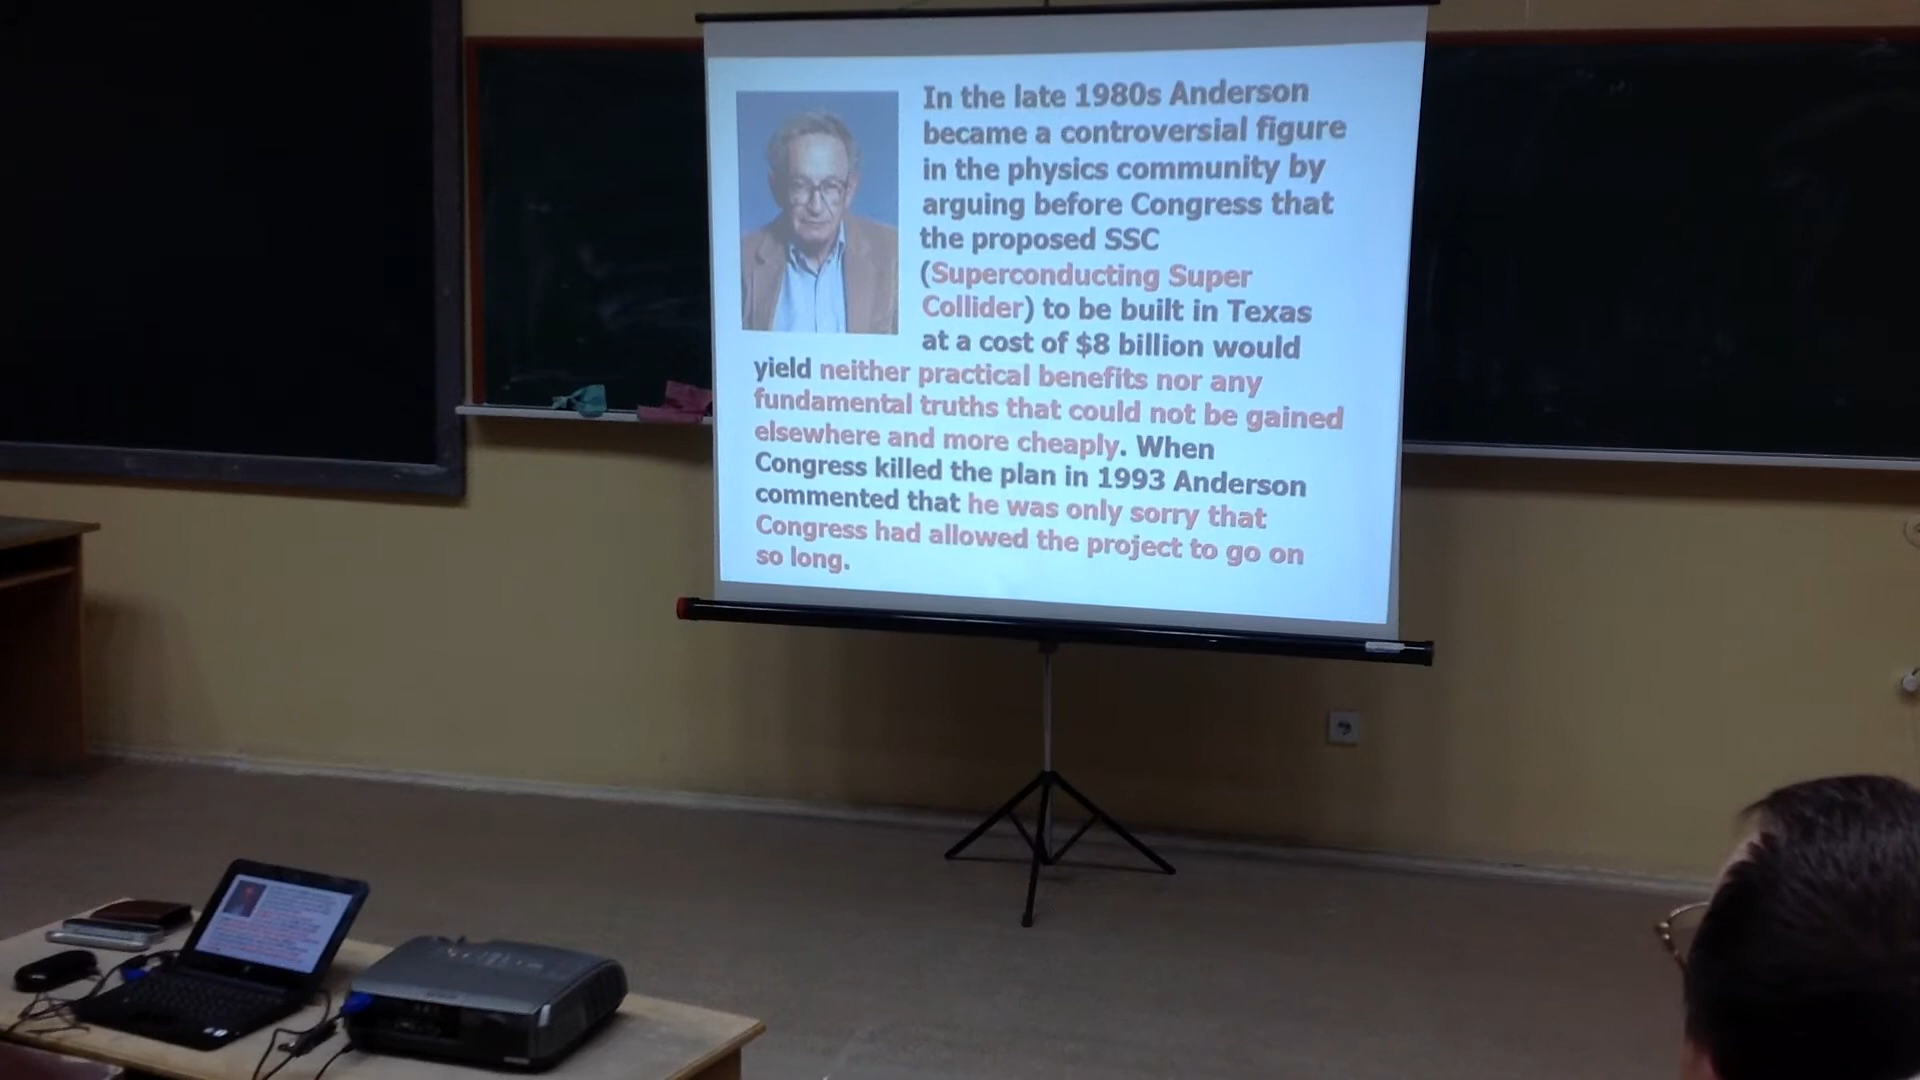 In the late 1980s Anderson
became a controversial figure
in the physics community by
arguing before Congress that
the proposed SSC
(Superconducting Super
Collider) to be built in Texas
at a cost of $8 billion would
yield neither practical benefits nor any
fundamental truths that could not be gained
elsewhere and more cheaply. When
Congress killed the plan in 1993 Anderson
commented that he was only sorry that
Congress had allowed the project to go on
so long.